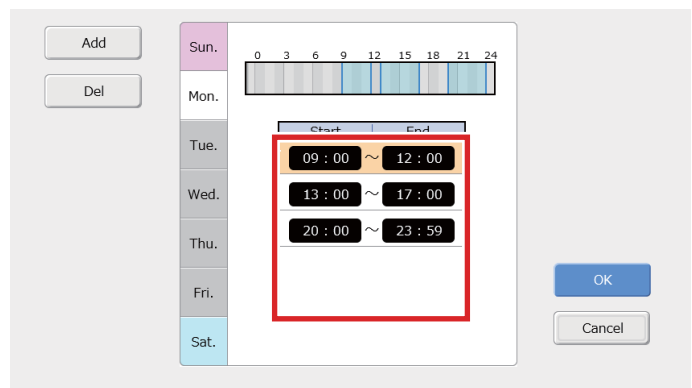 Add
Del
Sun.
Mon.
Tue.
Wed.
Thu.
Fri.
Sat.
0 3 6 9 12 15 18 21 24
Start End
09 : 00 ~ 12 : 00
13 : 00 ~ 17 : 00
20 : 00 ~ 23 : 59
OK
Cancel